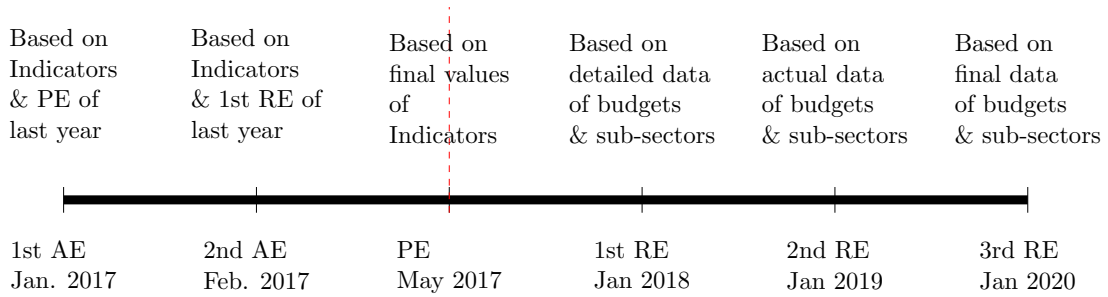 Based on
Indicators
& PE of
last year
Based on
Indicators
& 1st RE of
last year
Based on
final values
of
Indicators
Based on
detailed data
of budgets
& sub-sectors
Based on
actual data
of budgets
& sub-sectors
Based on
final data
of budgets
& sub-sectors
1st AE
Jan. 2017
2nd AE
Feb. 2017
PE
May 2017
1st RE
Jan 2018
2nd RE
Jan 2019
3rd RE
Jan 2020